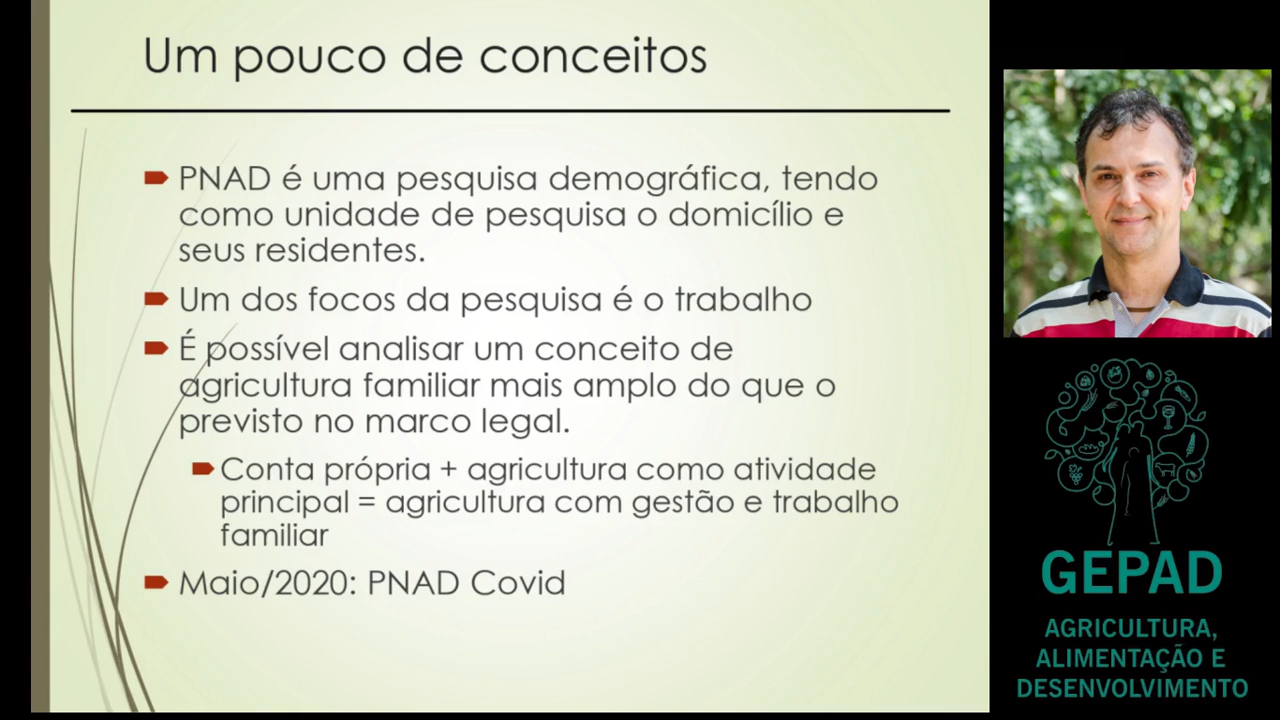 Um pouco de conceitos
PNAD é uma pesquisa demográfica, tendo
como unidade de pesquisa o domicílio e
seus residentes.
Um dos focos da pesquisa é o trabalho
É possível analisar um conceito de
agricultura familiar mais amplo do que o
previsto no marco legal.
Conta própria + agricultura como atividade
principal = agricultura com gestão e trabalho
familiar
Maio/2020: PNAD Covid
GEPAD
AGRICULTURA,
ALIMENTAÇÃO E
DESENVOLVIMENTO